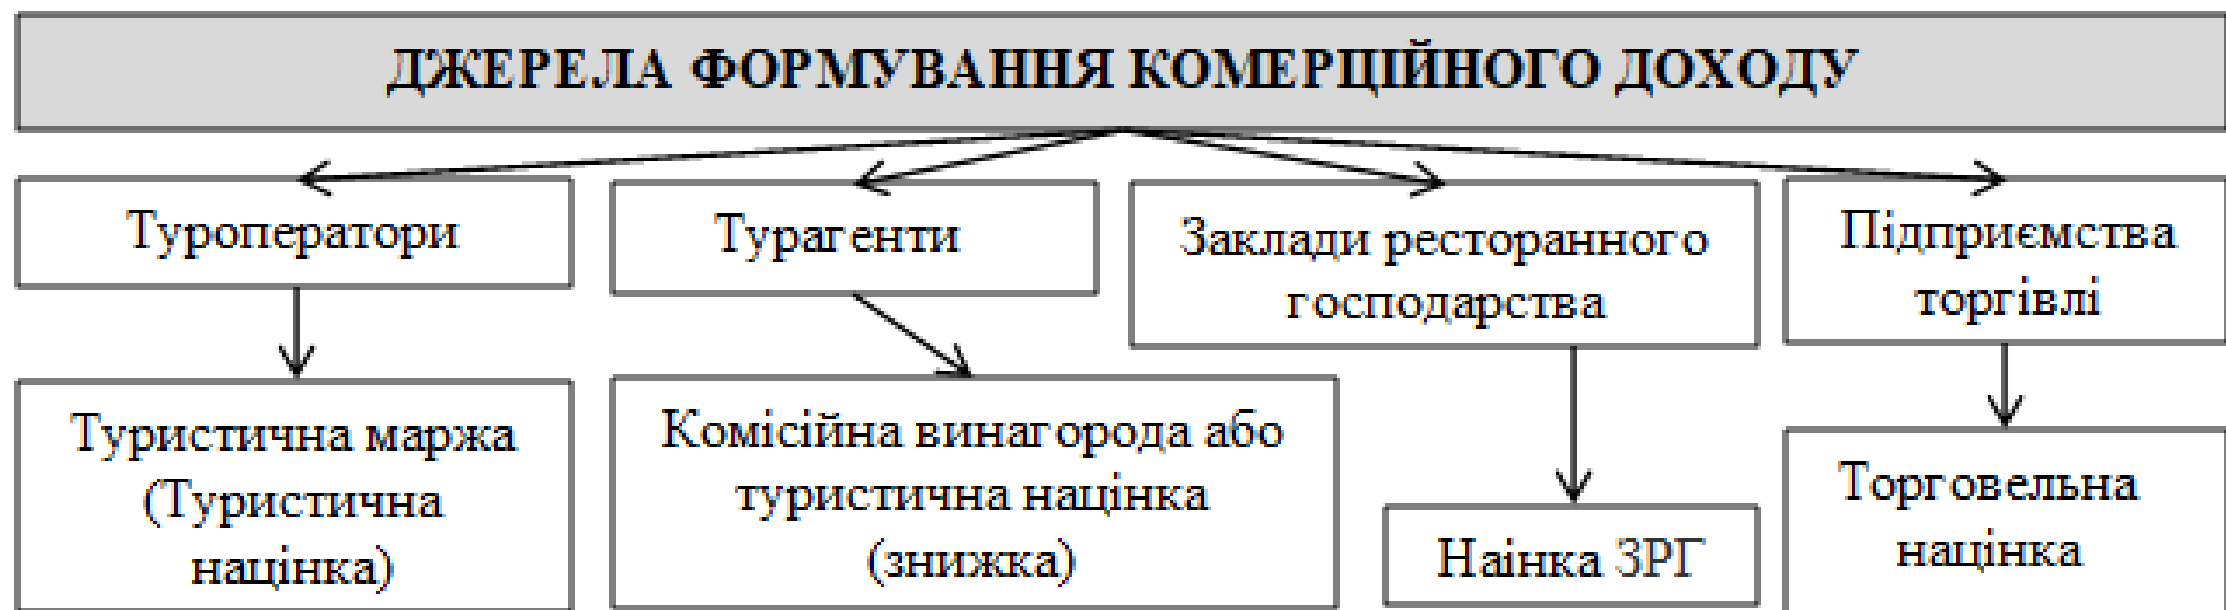 ДЖЕРЕЛА ФОРМУВАННЯ КОМЕРЦІЙНОГО ДОХОДУ
Туроператори
Турагенти
Заклади ресторанного
господарства
Підприємства
торгівлі
Туристична маржа
(Туристична
націнка)
Комісійна винагорода або
туристична націнка
(знижка)
Наінка ЗРГ
Торговельна
націнка